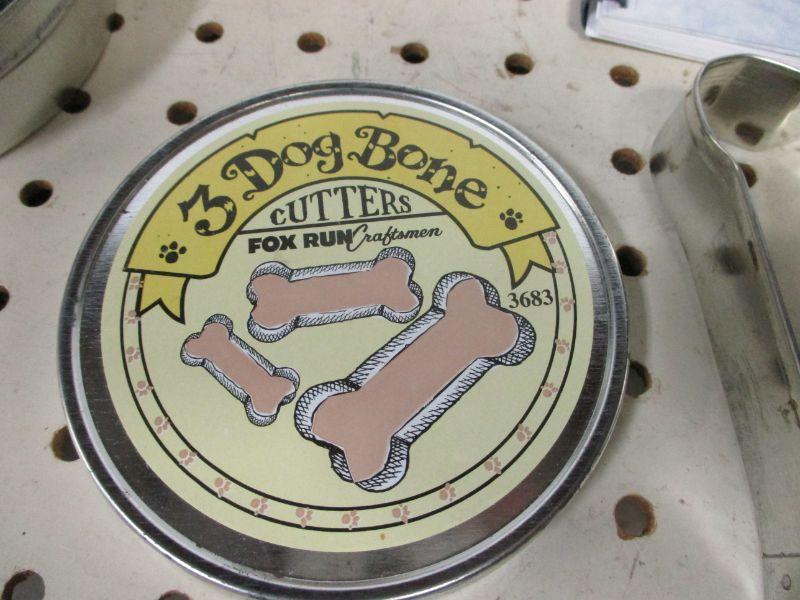 3 Dog Bone
CUTTERS
FOX RUN Craftsmen
3683